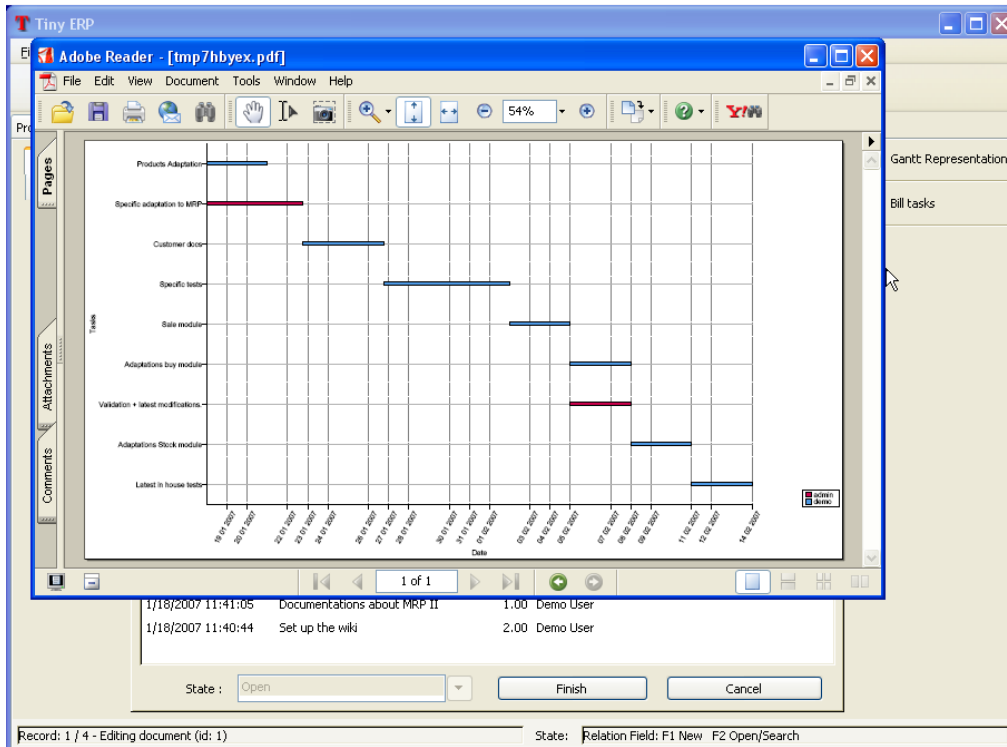 Tiny ERP
Adobe Reader - [tmp7hbyex.pdf]
File Edit View Document Tools Window Help
54%
Y!
Pages
Attachments
Comments
Gantt Representation
Bill tasks
Products Adaptation
Specific adaptation to MRP
Customer docs
Specific tests
Sale module
Adaptations buy module
Validation + latest modifications
Adaptations Stock module
Latest in house tests
Tasks
admin
demo
19 01 2007 20 01 2007 22 01 2007 23 01 2007 24 01 2007 26 01 2007 27 01 2007 28 01 2007 30 01 2007 31 01 2007 01 02 2007 03 02 2007 04 02 2007 05 02 2007 07 02 2007 08 02 2007 09 02 2007 11 02 2007 12 02 2007 14 02 2007
Date
1 of 1
1/18/2007 11:41:05 Documentations about MRP II 1.00 Demo User
1/18/2007 11:40:44 Set up the wiki 2.00 Demo User
State : Open Finish Cancel
Record: 1 / 4 - Editing document (id: 1) State: Relation Field: F1 New F2 Open/Search